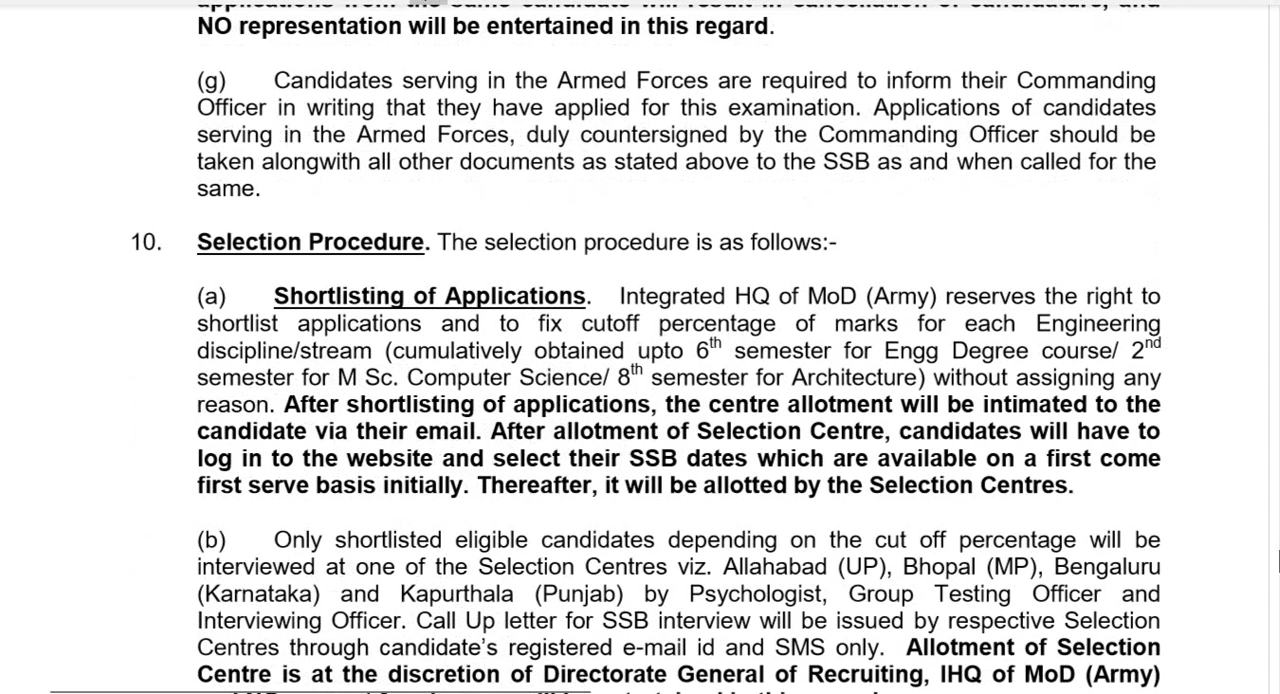 applications from the same candidate will result in cancellation of candidature, and
NO representation will be entertained in this regard.
(g) Candidates serving in the Armed Forces are required to inform their Commanding
Officer in writing that they have applied for this examination. Applications of candidates
serving in the Armed Forces, duly countersigned by the Commanding Officer should be
taken alongwith all other documents as stated above to the SSB as and when called for the
same.
10. Selection Procedure. The selection procedure is as follows:-
(a) Shortlisting of Applications. Integrated HQ of MoD (Army) reserves the right to
shortlist applications and to fix cutoff percentage of marks for each Engineering
discipline/stream (cumulatively obtained upto 6th semester for Engg Degree course/ 2nd
semester for M Sc. Computer Science/ 8th semester for Architecture) without assigning any
reason. After shortlisting of applications, the centre allotment will be intimated to the
candidate via their email. After allotment of Selection Centre, candidates will have to
log in to the website and select their SSB dates which are available on a first come
first serve basis initially. Thereafter, it will be allotted by the Selection Centres.
(b) Only shortlisted eligible candidates depending on the cut off percentage will be
interviewed at one of the Selection Centres viz. Allahabad (UP), Bhopal (MP), Bengaluru
(Karnataka) and Kapurthala (Punjab) by Psychologist, Group Testing Officer and
Interviewing Officer. Call Up letter for SSB interview will be issued by respective Selection
Centres through candidate's registered e-mail id and SMS only. Allotment of Selection
Centre is at the discretion of Directorate General of Recruiting, IHQ of MoD (Army)